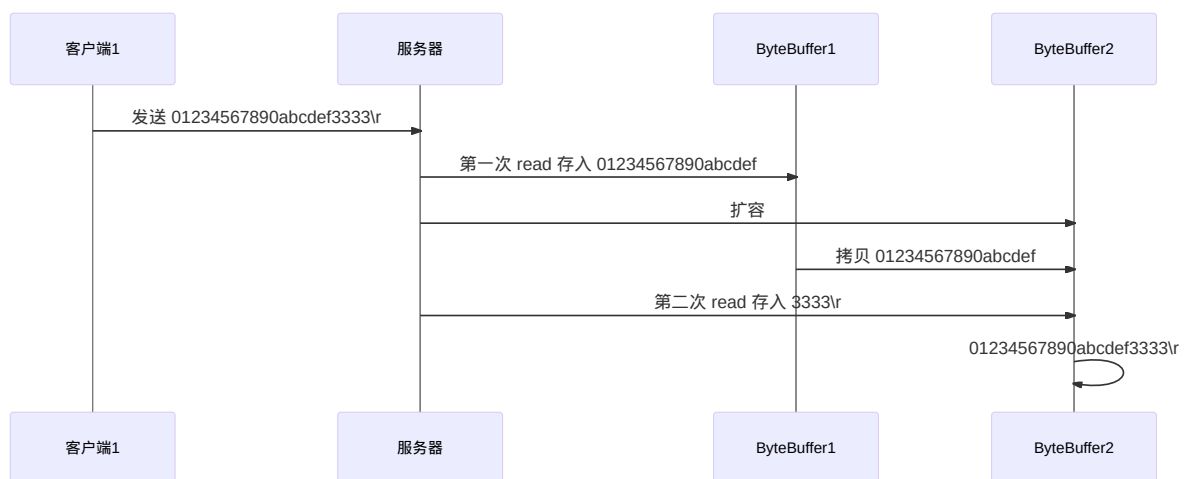 客户端1
服务器
ByteBuffer1
ByteBuffer2
发送 01234567890abcdef3333\r
第一次 read 存入 01234567890abcdef
扩容
拷贝 01234567890abcdef
第二次 read 存入 3333\r
01234567890abcdef3333\r
客户端1
服务器
ByteBuffer1
ByteBuffer2